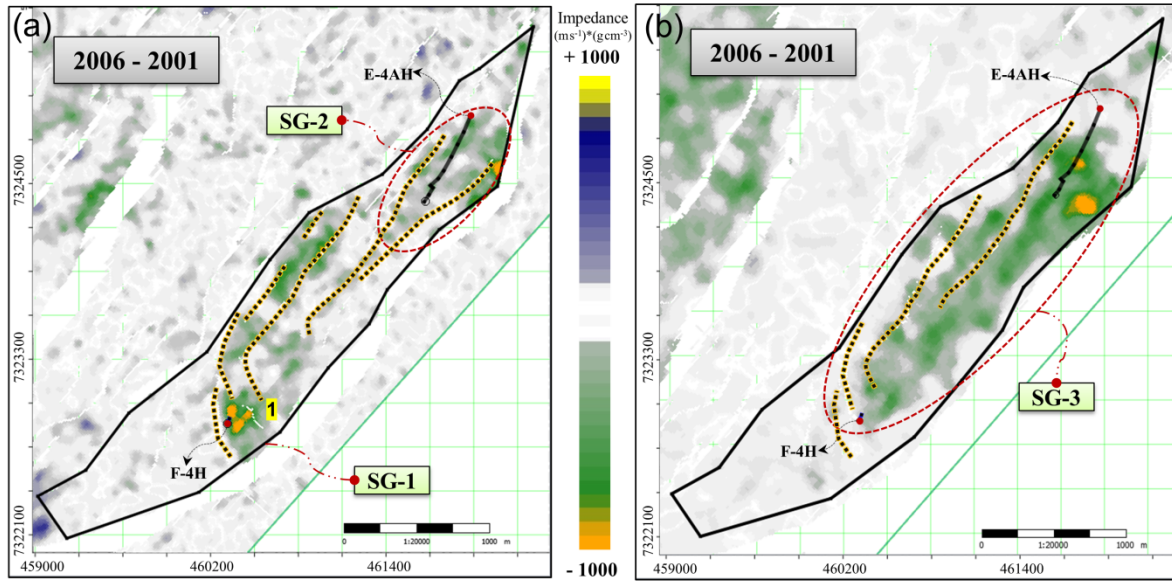 (a)
2006 - 2001
E-4AH
SG-2
1
F-4H
SG-1
7324500
7323300
7322100
1:20000
0
1000 m
459000
460200
461400
Impedance
(ms⁻¹)*(gcm⁻³)
+ 1000
- 1000
(b)
2006 - 2001
E-4AH
SG-3
F-4H
7324500
7323300
7322100
0
1:20000
1000 m
459000
460200
461400